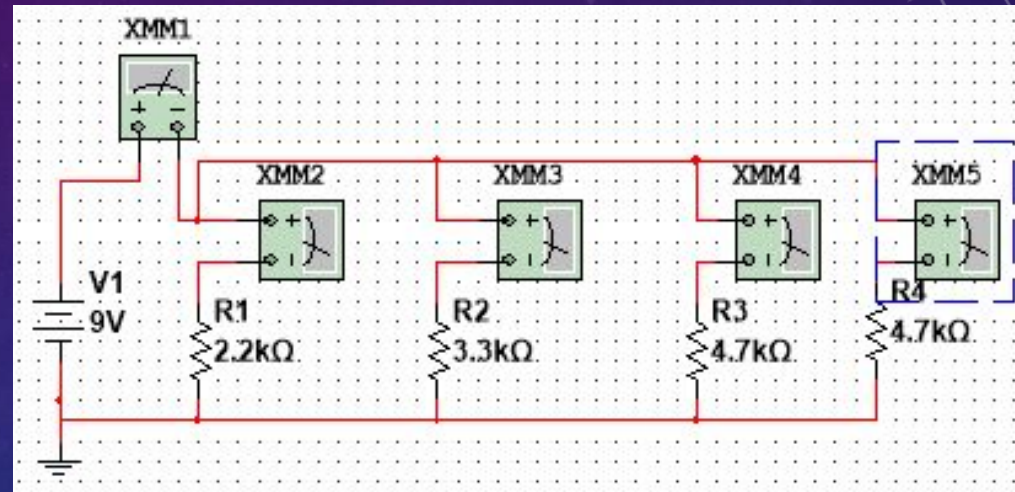 XMM1
+ -
XMM2
XMM3
XMM4
XMM5
+
+
+
+
V1
9V
R1
2.2kΩ
R2
3.3kΩ
R3
4.7kΩ
R4
4.7kΩ